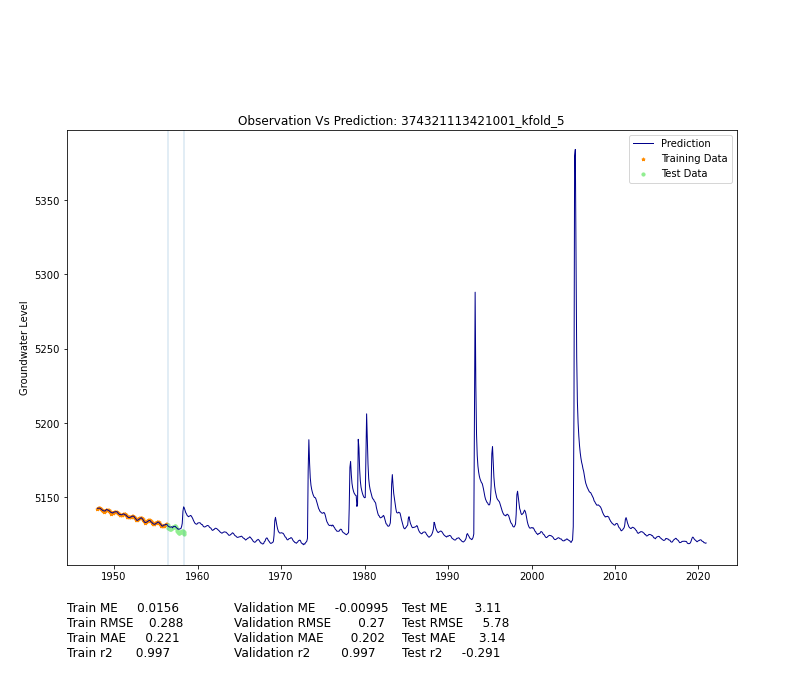 Observation Vs Prediction: 374321113421001_kfold_5
Prediction
Training Data
Test Data
5350
5300
5250
5200
5150
Groundwater Level
1950 1960 1970 1980 1990 2000 2010 2020
Train ME 0.0156 Validation ME -0.00995 Test ME 3.11
Train RMSE 0.288 Validation RMSE 0.27 Test RMSE 5.78
Train MAE 0.221 Validation MAE 0.202 Test MAE 3.14
Train r2 0.997 Validation r2 0.997 Test r2 -0.291